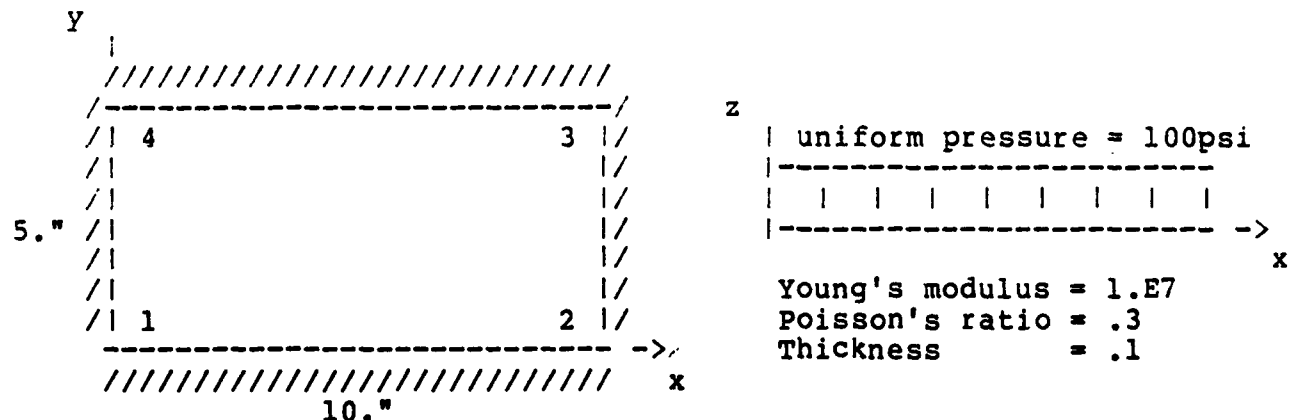 y
4 3
5."
1 2
x
10."
z
uniform pressure = 100psi
x
Young's modulus = 1.E7
Poisson's ratio = .3
Thickness = .1